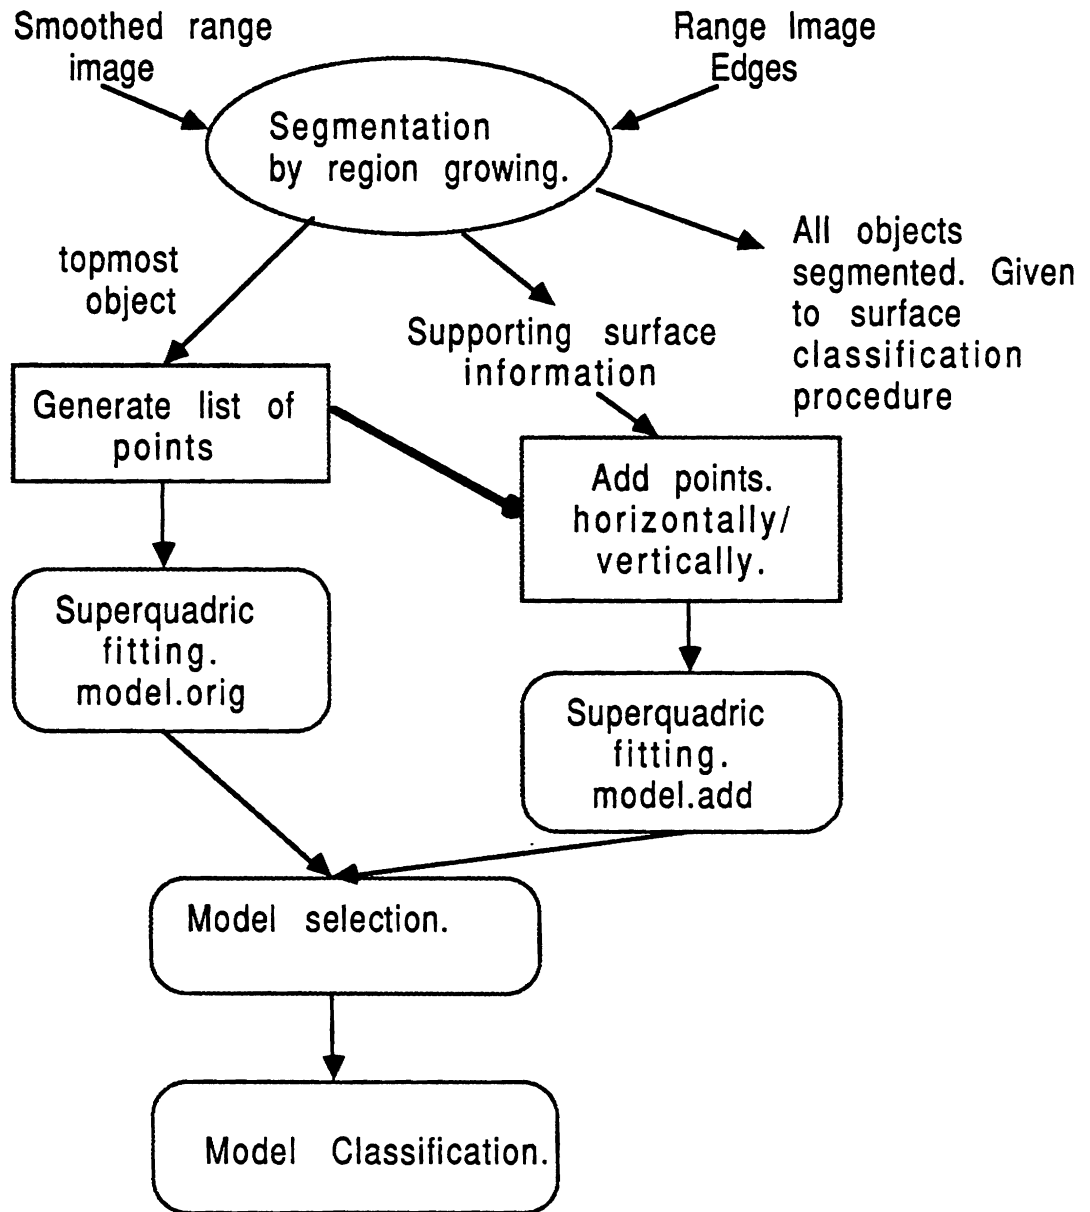 Smoothed range
image
Range Image
Edges
Segmentation
by region growing.
topmost
object
Supporting surface
information
All objects
segmented. Given
to surface
classification
procedure
Generate list of
points
Add points.
horizontally/
vertically.
Superquadric
fitting.
model.orig
Superquadric
fitting.
model.add
Model selection.
Model Classification.